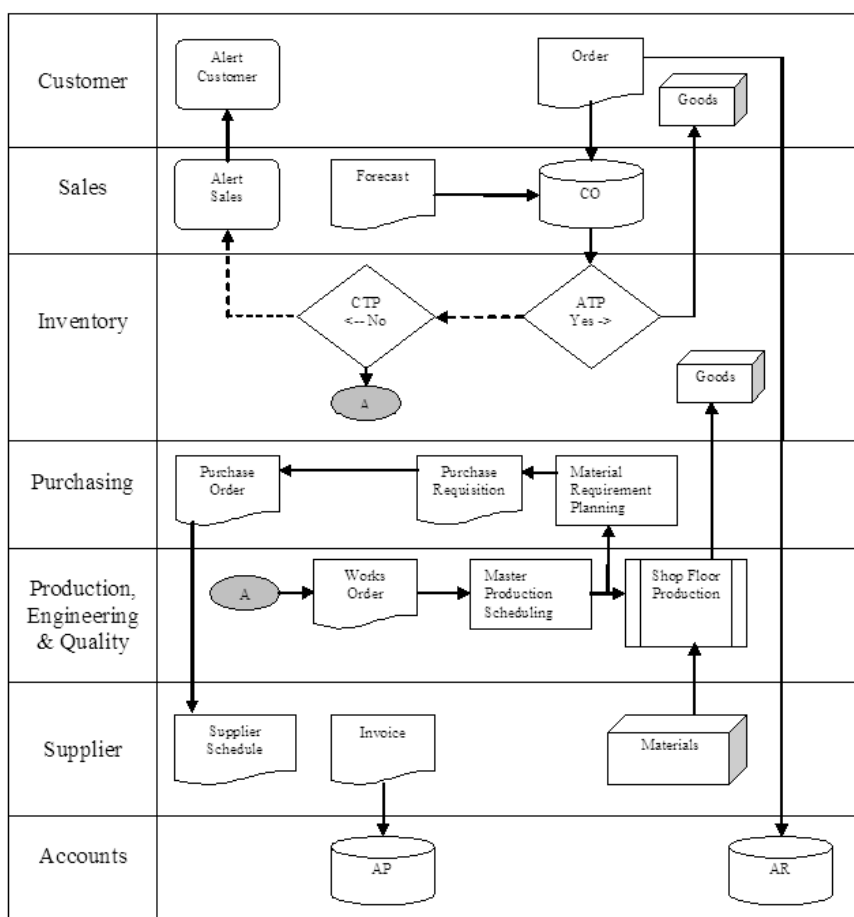 Customer
Alert
Customer
Order
Goods
Sales
Alert
Sales
Forecast
CO
Inventory
CTP
<-- No
ATP
Yes ->
A
Goods
Purchasing
Purchase
Order
Purchase
Requisition
Material
Requirement
Planning
Production,
Engineering
& Quality
A
Works
Order
Master
Production
Scheduling
Shop Floor
Production
Supplier
Supplier
Schedule
Invoice
Materials
Accounts
AP
AR